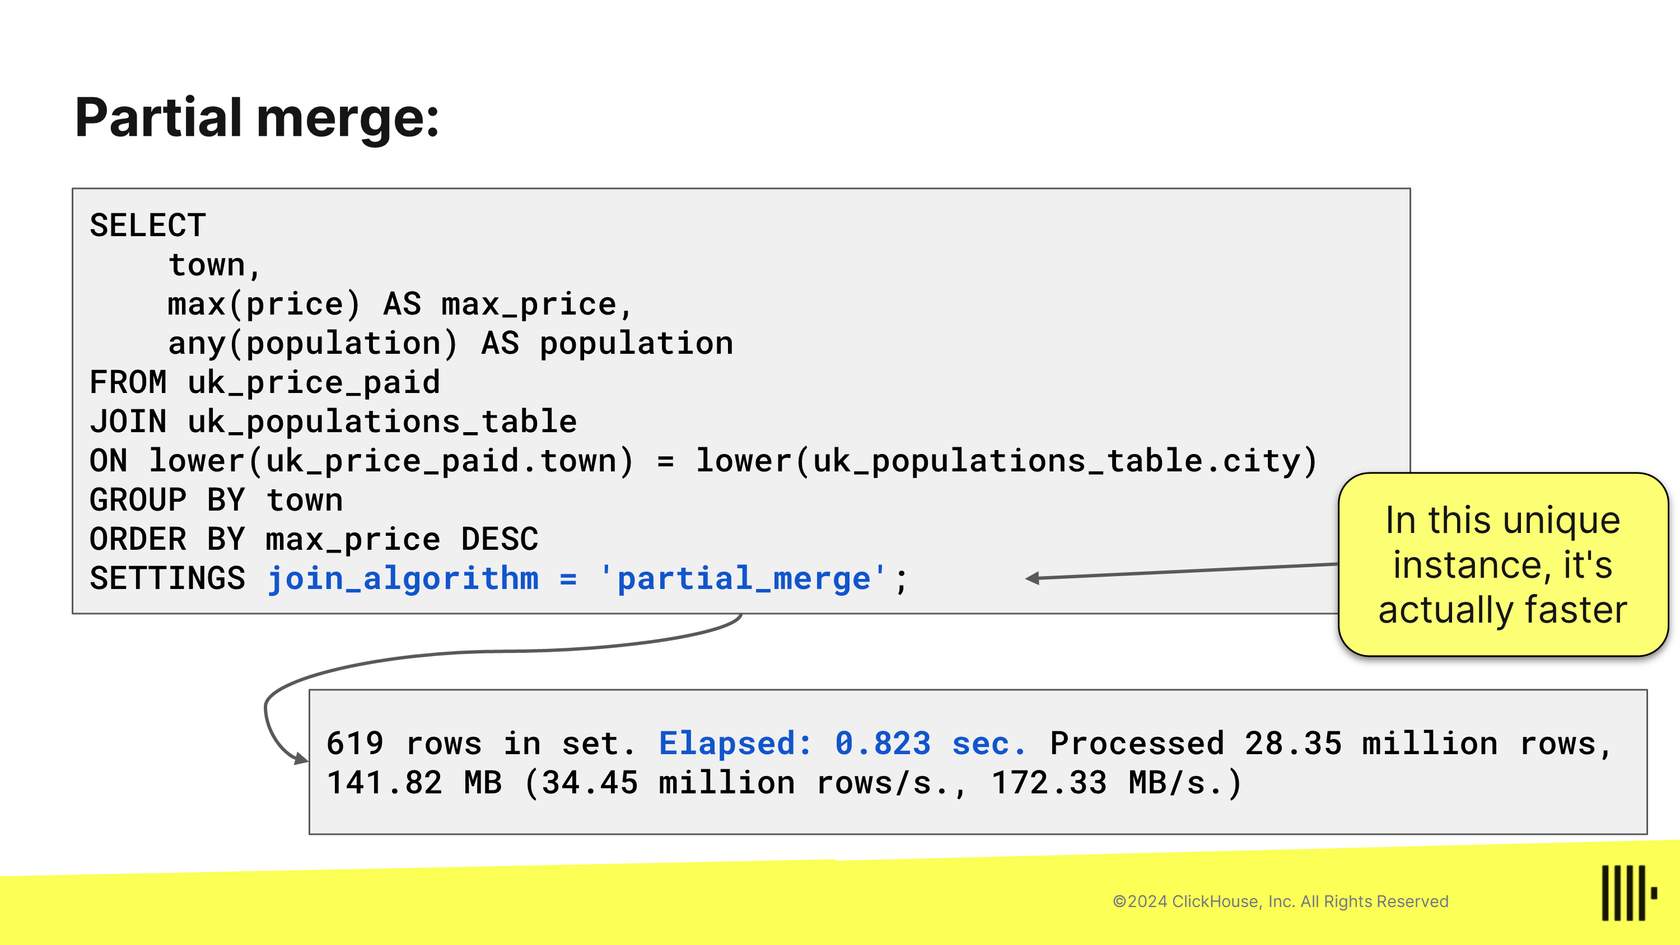 Partial merge:
SELECT
    town,
    max(price) AS max_price,
    any(population) AS population
FROM uk_price_paid
JOIN uk_populations_table
ON lower(uk_price_paid.town) = lower(uk_populations_table.city)
GROUP BY town
ORDER BY max_price DESC
SETTINGS join_algorithm = 'partial_merge';
In this unique
instance, it's
actually faster
619 rows in set. Elapsed: 0.823 sec. Processed 28.35 million rows,
141.82 MB (34.45 million rows/s., 172.33 MB/s.)
©2024 ClickHouse, Inc. All Rights Reserved